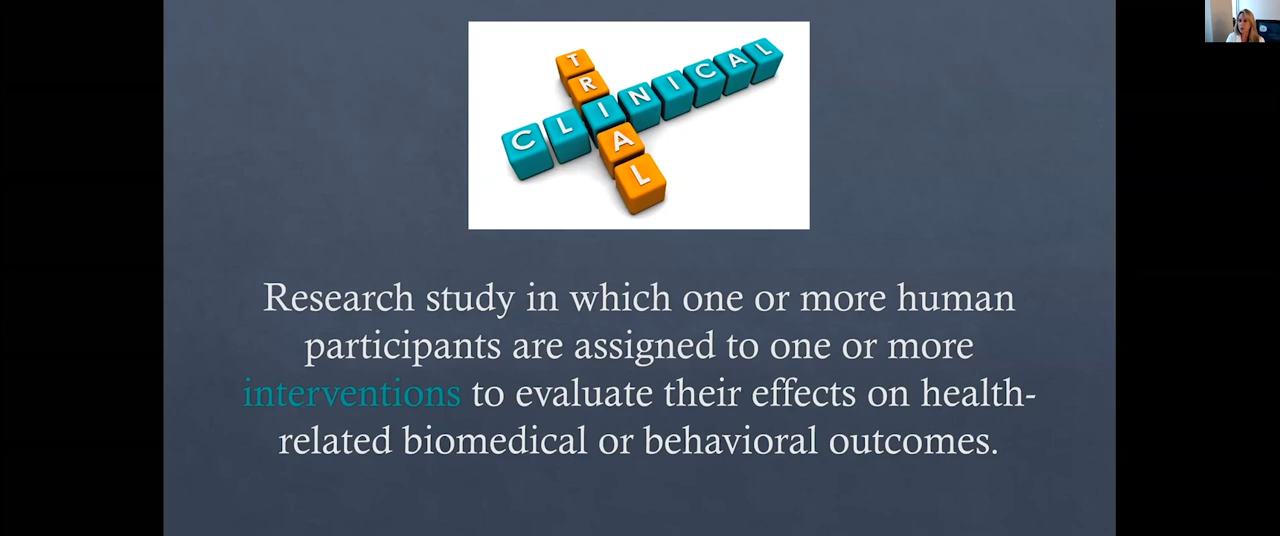 TRIAL
CLINICAL
Research study in which one or more human
participants are assigned to one or more
interventions to evaluate their effects on health-
related biomedical or behavioral outcomes.